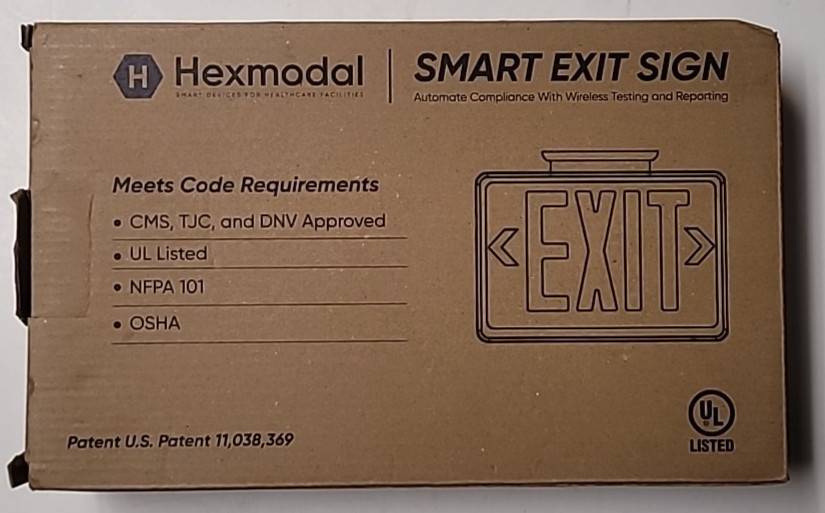 H Hexmodal
SMART DEVICES FOR HEALTHCARE FACILITIES
SMART EXIT SIGN
Automate Compliance With Wireless Testing and Reporting
Meets Code Requirements
• CMS, TJC, and DNV Approved
• UL Listed
• NFPA 101
• OSHA
EXIT
Patent U.S. Patent 11,038,369
UL
LISTED